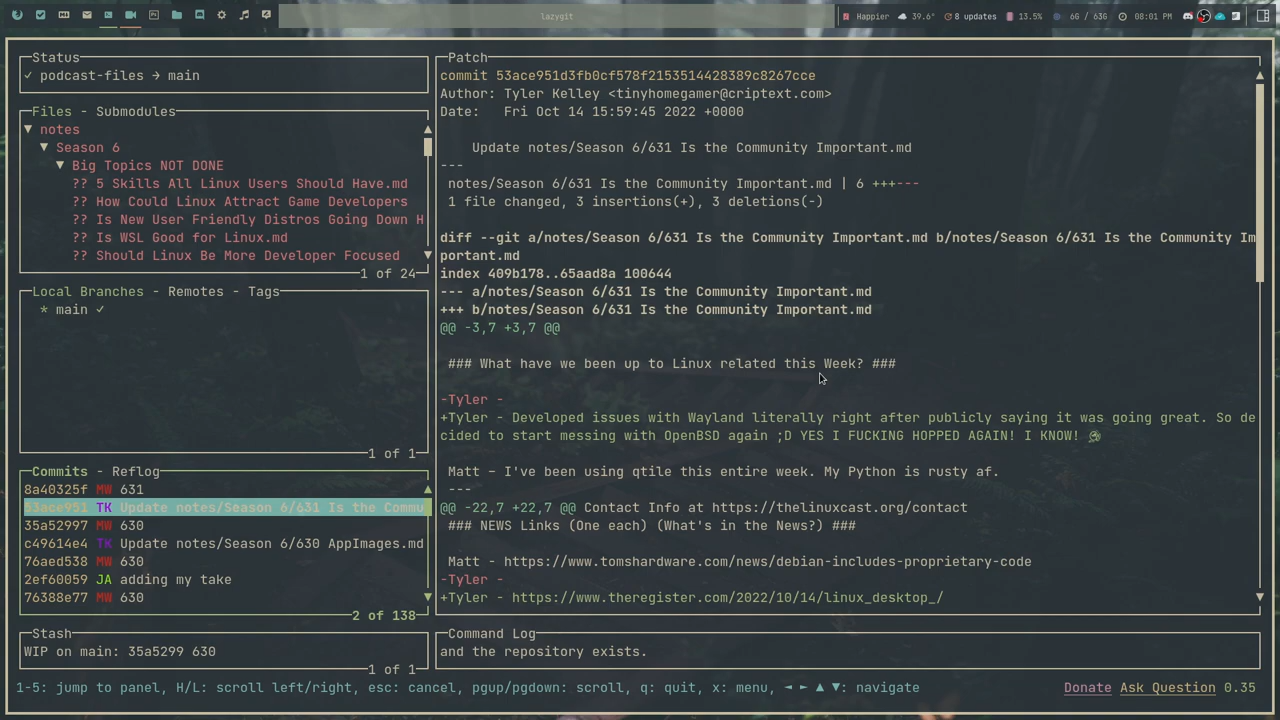 lazygit
Happier 39.6° 8 updates 13.5% 6G / 63G 08:01 PM
Status
✓ podcast-files → main
Files - Submodules
▼ notes
▼ Season 6
▼ Big Topics NOT DONE
?? 5 Skills All Linux Users Should Have.md
?? How Could Linux Attract Game Developers
?? Is New User Friendly Distros Going Down H
?? Is WSL Good for Linux.md
?? Should Linux Be More Developer Focused
1 of 24
Local Branches - Remotes - Tags
* main ✓
1 of 1
Commits - Reflog
8a40325f MW 631
53ace951 TK Update notes/Season 6/631 Is the Commu
35a52997 MW 630
c49614e4 TK Update notes/Season 6/630 AppImages.md
76aed538 MW 630
2ef60059 JA adding my take
76388e77 MW 630
2 of 138
Stash
WIP on main: 35a5299 630
1 of 1
Patch
commit 53ace951d3fb0cf578f2153514428389c8267cce
Author: Tyler Kelley <tinyhomegamer@criptext.com>
Date:   Fri Oct 14 15:59:45 2022 +0000
Update notes/Season 6/631 Is the Community Important.md
---
notes/Season 6/631 Is the Community Important.md | 6 +++---
1 file changed, 3 insertions(+), 3 deletions(-)
diff --git a/notes/Season 6/631 Is the Community Important.md b/notes/Season 6/631 Is the Community Im
portant.md
index 409b178..65aad8a 100644
--- a/notes/Season 6/631 Is the Community Important.md
+++ b/notes/Season 6/631 Is the Community Important.md
@@ -3,7 +3,7 @@
### What have we been up to Linux related this Week? ###
-Tyler -
+Tyler - Developed issues with Wayland literally right after publicly saying it was going great. So de
cided to start messing with OpenBSD again ;D YES I FUCKING HOPPED AGAIN! I KNOW!
Matt - I've been using qtile this entire week. My Python is rusty af.
---
@@ -22,7 +22,7 @@ Contact Info at https://thelinuxcast.org/contact
### NEWS Links (One each) (What's in the News?) ###
Matt - https://www.tomshardware.com/news/debian-includes-proprietary-code
-Tyler -
+Tyler - https://www.theregister.com/2022/10/14/linux_desktop_/
Command Log
and the repository exists.
1-5: jump to panel, H/L: scroll left/right, esc: cancel, pgup/pgdown: scroll, q: quit, x: menu, ◄ ► ▲ ▼: navigate
Donate Ask Question 0.35